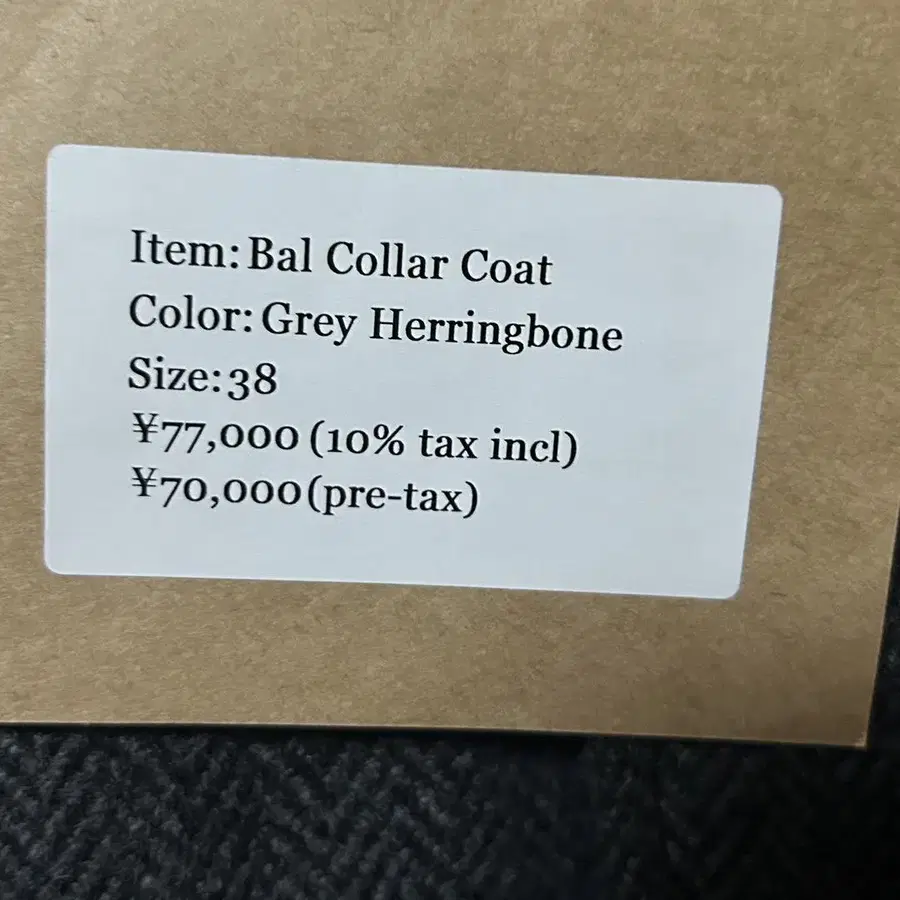 Item: Bal Collar Coat
Color: Grey Herringbone
Size: 38
¥77,000 (10% tax incl)
¥70,000 (pre-tax)